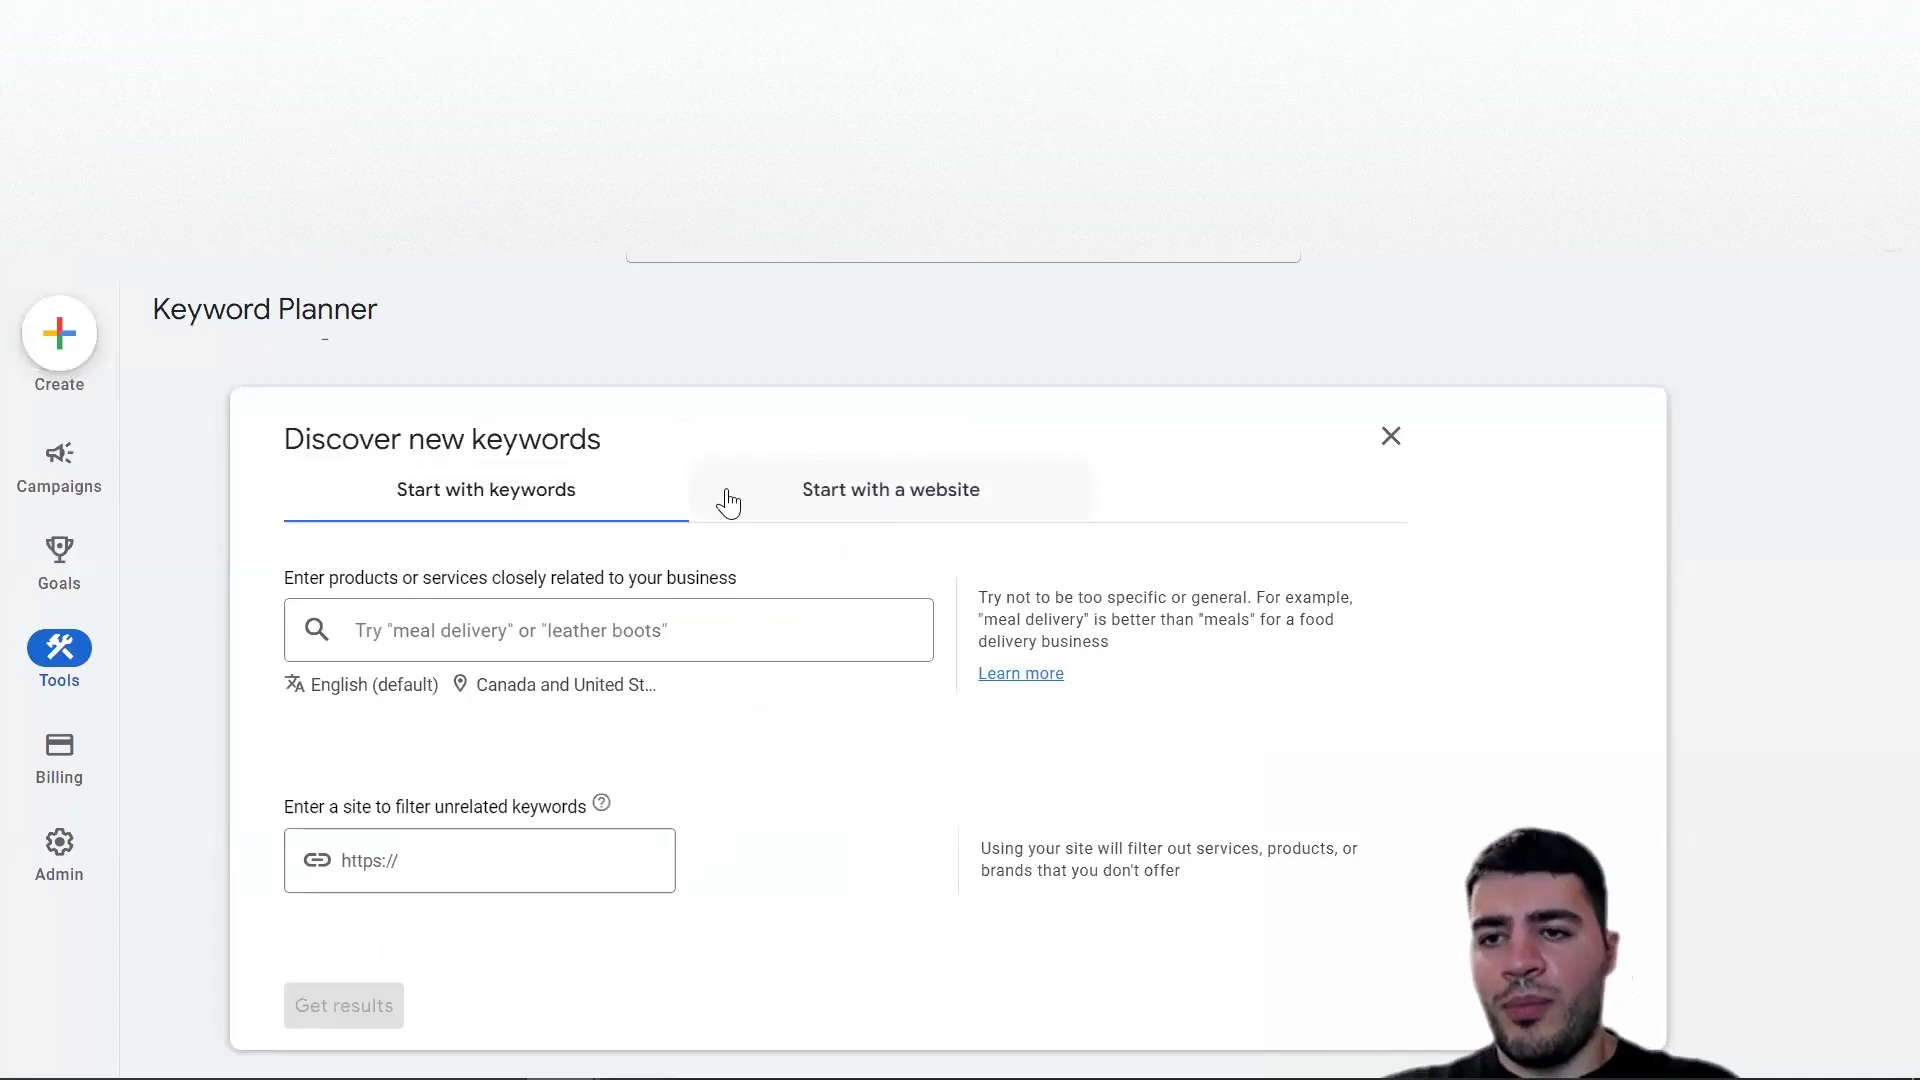 Keyword Planner
Create
Campaigns
Goals
Tools
Billing
Admin
Discover new keywords
Start with keywords
Start with a website
Enter products or services closely related to your business
Try "meal delivery" or "leather boots"
English (default)
Canada and United St...
Try not to be too specific or general. For example,
"meal delivery" is better than "meals" for a food
delivery business
Learn more
Enter a site to filter unrelated keywords
https://
Using your site will filter out services, products, or
brands that you don't offer
Get results